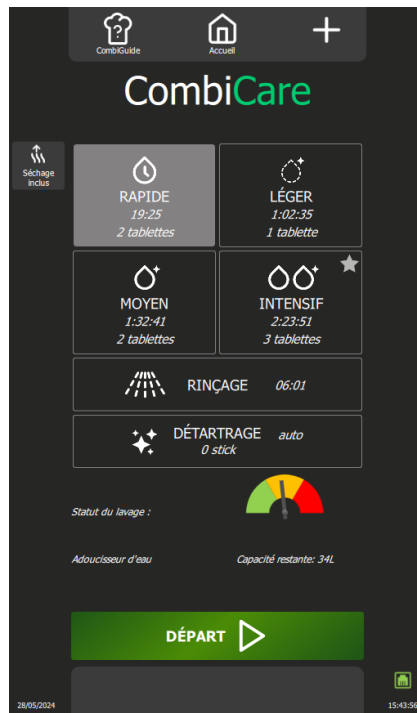 CombiGuide
Accueil
CombiCare
Séchage
inclus
RAPIDE
19:25
2 tablettes
LÉGER
1:02:35
1 tablette
MOYEN
1:32:41
2 tablettes
INTENSIF
2:23:51
3 tablettes
RINÇAGE 06:01
DÉTARTRAGE auto
0 stick
Statut du lavage :
Adoucisseur d'eau Capacité restante: 34L
DÉPART
28/05/2024 15:43:59